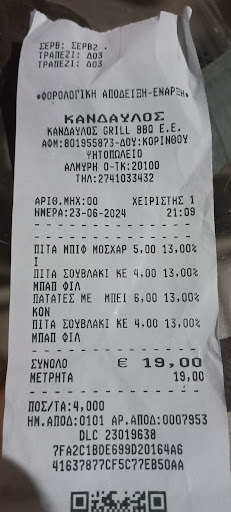 ΣΕΡΒ: ΣΕΡΒ2 .
ΤΡΑΠΕΖΙ: Δ03
ΤΡΑΠΕΖΙ: Δ03
*ΦΟΡΟΛΟΓΙΚΗ ΑΠΟΔΕΙΞΗ-ΕΝΑΡΞΗ*
ΚΑΝΔΑΥΛΟΣ
ΚΑΝΔΑΥΛΟΣ GRILL BBQ Ε.Ε.
ΑΦΜ:801955873-ΔΟΥ:ΚΟΡΙΝΘΟΥ
ΨΗΤΟΠΩΛΕΙΟ
ΑΛΜΥΡΗ 0-ΤΚ:20100
ΤΗΛ:2741033432
ΑΡΙΘ.ΜΗΧ:00 ΧΕΙΡΙΣΤΗΣ 1
ΗΜΕΡΑ:23-06-2024 21:09
ΠΙΤΑ ΜΠΙΦ ΜΟΣΧΑΡ 5,00 13,00%
Ι
ΠΙΤΑ ΣΟΥΒΛΑΚΙ ΚΕ 4,00 13,00%
ΜΠΑΠ ΦΙΛ
ΠΑΤΑΤΕΣ ΜΕ ΜΠΕΙ 6,00 13,00%
ΚΟΝ
ΠΙΤΑ ΣΟΥΒΛΑΚΙ ΚΕ 4,00 13,00%
ΜΠΑΠ ΦΙΛ
ΣΥΝΟΛΟ € 19,00
ΜΕΤΡΗΤΑ 19,00
ΠΟΣ/ΤΑ:4,000
ΗΜ.ΑΠΟΔ:0101 ΑΡ.ΑΠΟΔ:0007953
DLC 23019638
7FA2C1BDE699D20164A6
41637877CF5C77EB50AA